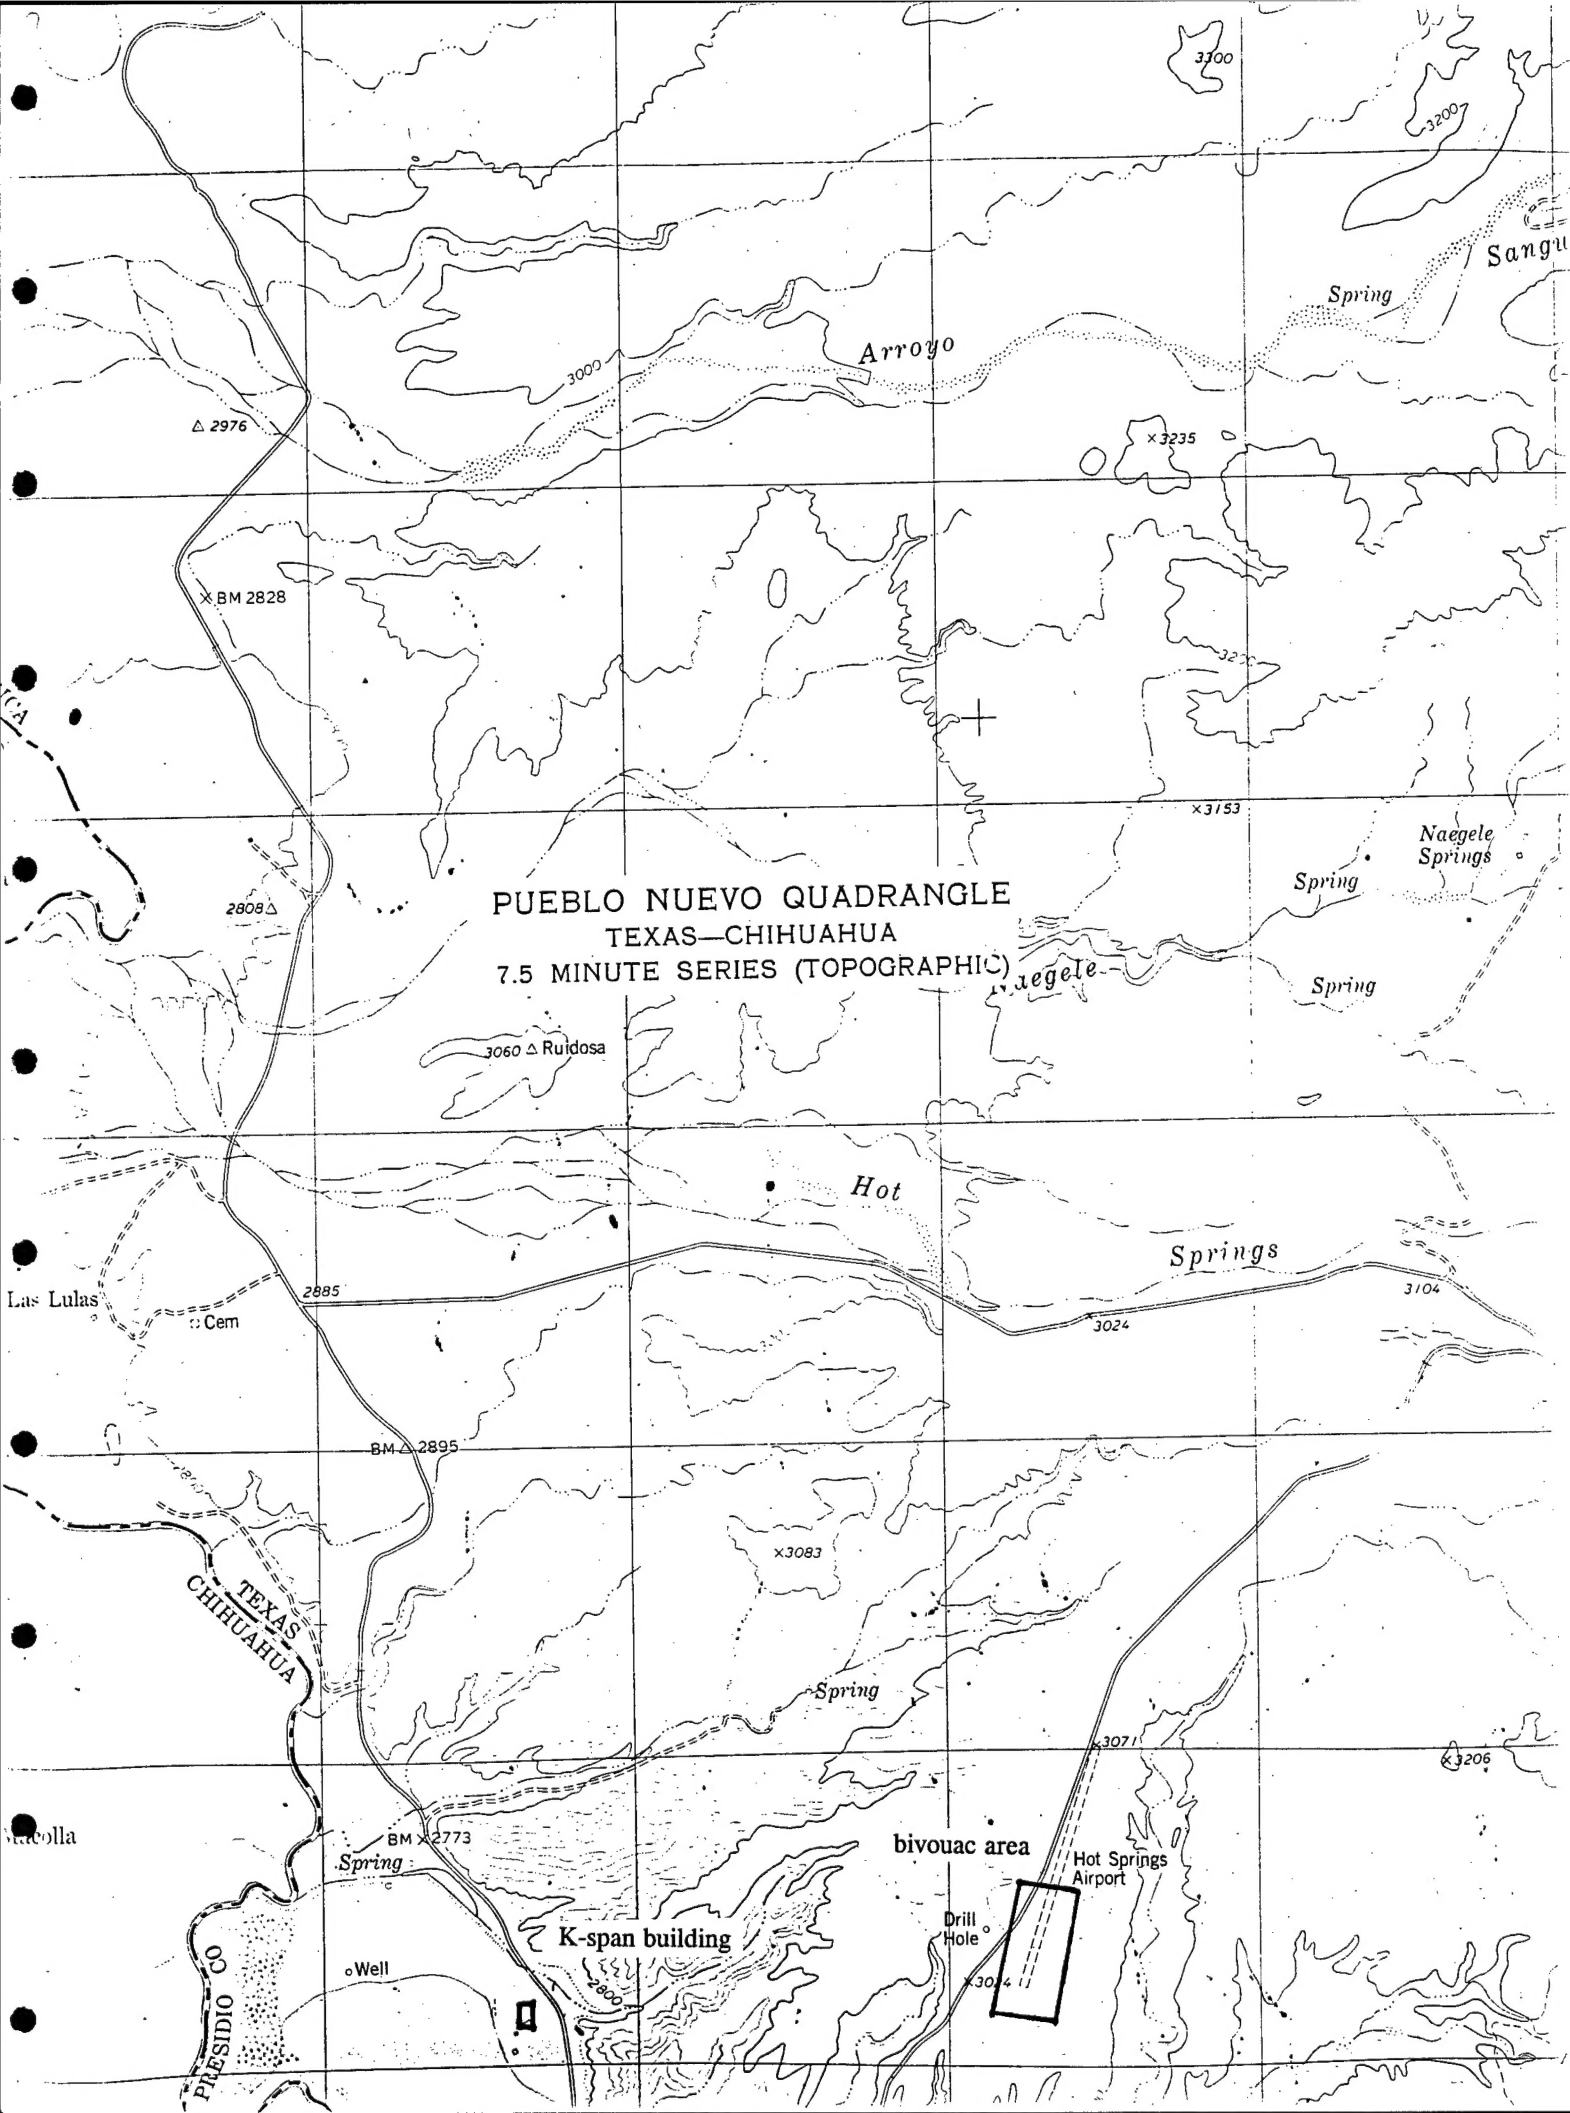 3300
3200
Sangu
Spring
Arroyo
3000
△ 2976
×3235
× BM 2828
×3153
Naegele
Springs
Spring
2808 △
PUEBLO NUEVO QUADRANGLE
TEXAS—CHIHUAHUA
7.5 MINUTE SERIES (TOPOGRAPHIC)
aegele
Spring
3060 △ Ruidosa
Hot
Springs
2885
Las Lulas
Cem
3104
3024
BM △ 2895
×3083
TEXAS
CHIHUAHUA
Spring
×3071
×3206
BM × 2773
Spring
bivouac area
Hot Springs
Airport
Drill
Hole
K-span building
Well
2800
CO
PRESIDIO